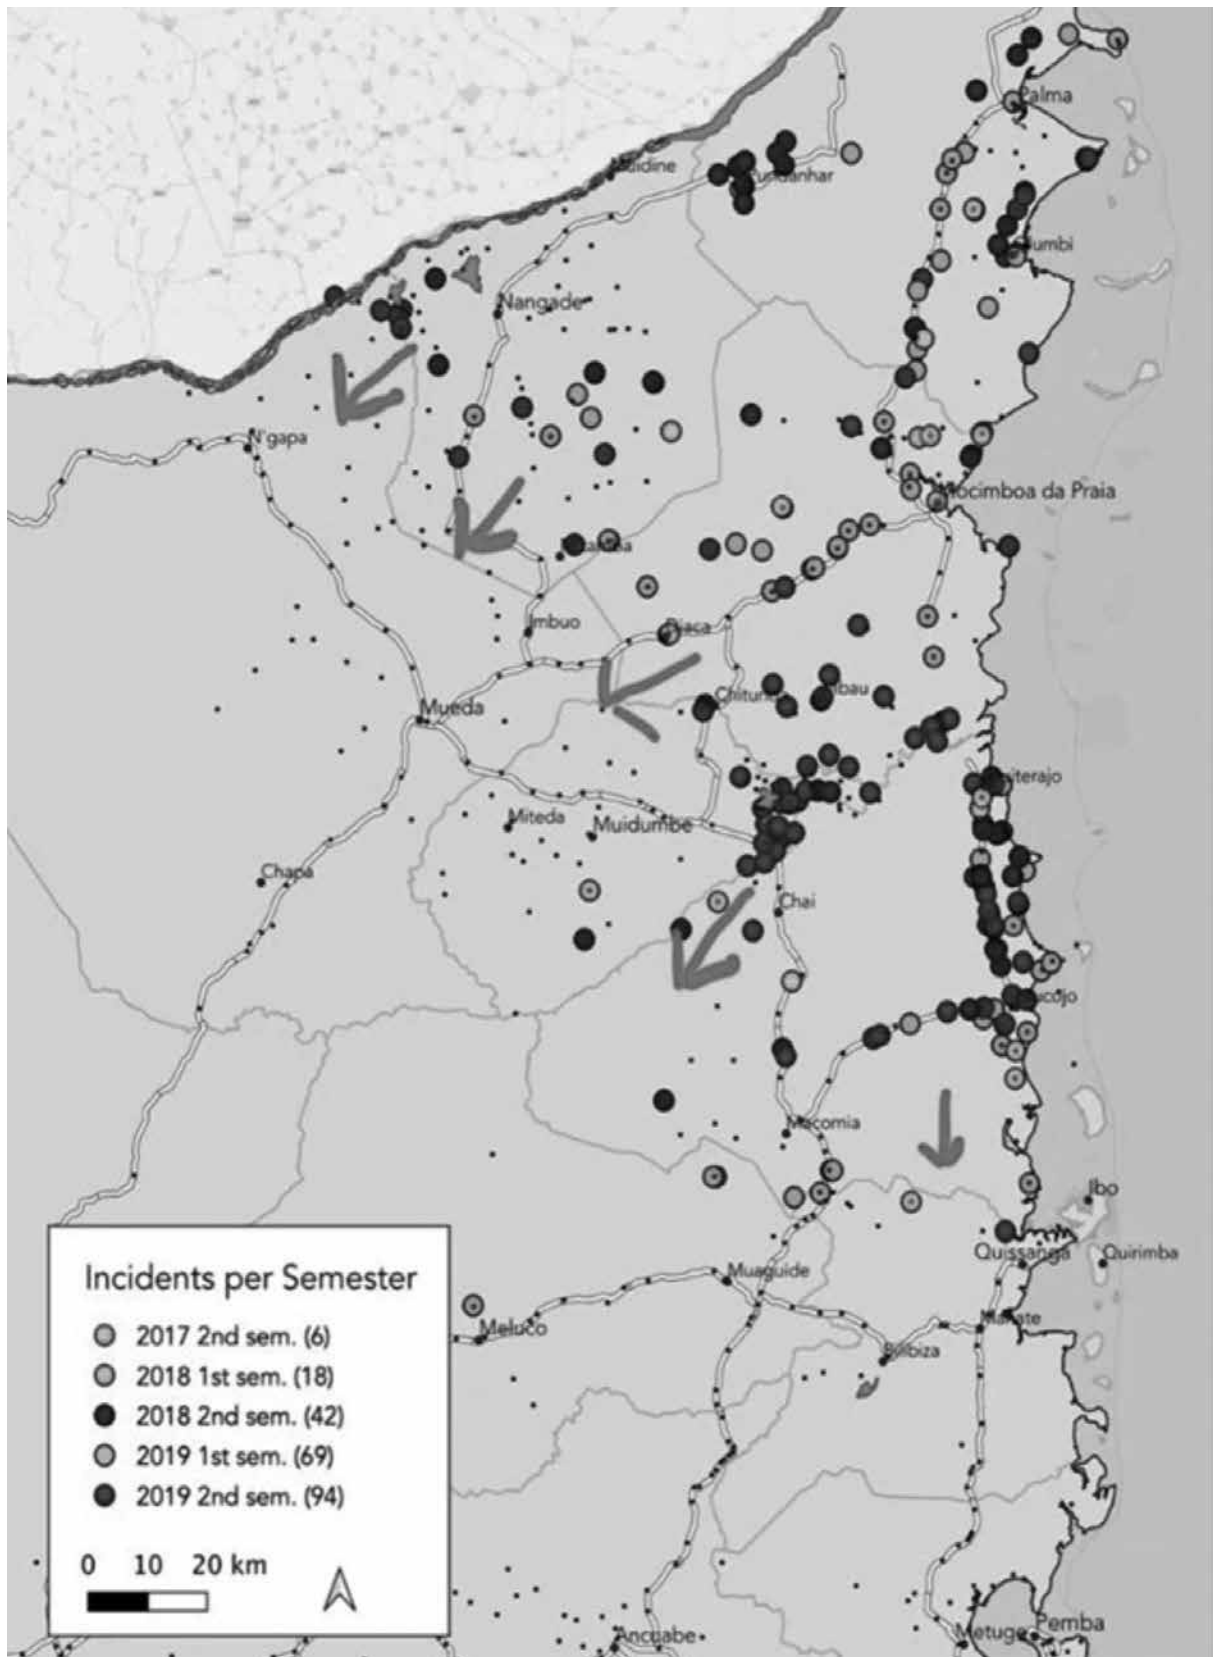 Palma
Nangade
N'gapa
Mocimboa da Praia
Imbuo
Diaca
Mueda
Miteda
Muidumbe
Chapa
Chai
Macomia
Ibo
Quissanga
Quirimba
Muaguide
Meluco
Bilibiza
Incidents per Semester
2017 2nd sem. (6)
2018 1st sem. (18)
2018 2nd sem. (42)
2019 1st sem. (69)
2019 2nd sem. (94)
0 10 20 km
Ancuabe
Metuge
Pemba